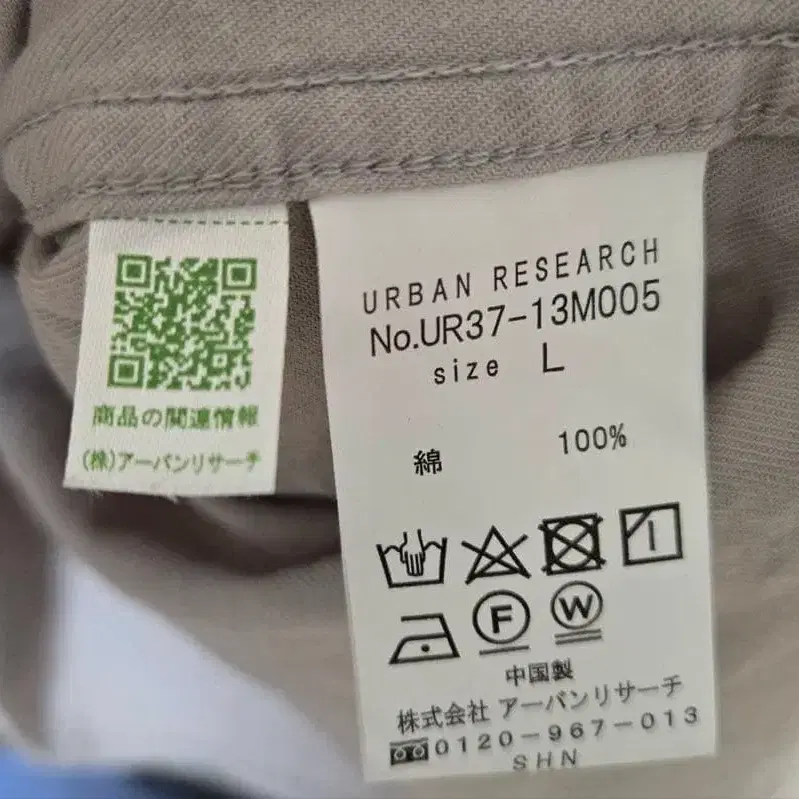 商品の関連情報
(株)アーバンリサーチ
URBAN RESEARCH
No.UR37-13M005
size L
綿 100%
F W
中国製
株式会社 アーバンリサーチ
0120-967-013
SHN